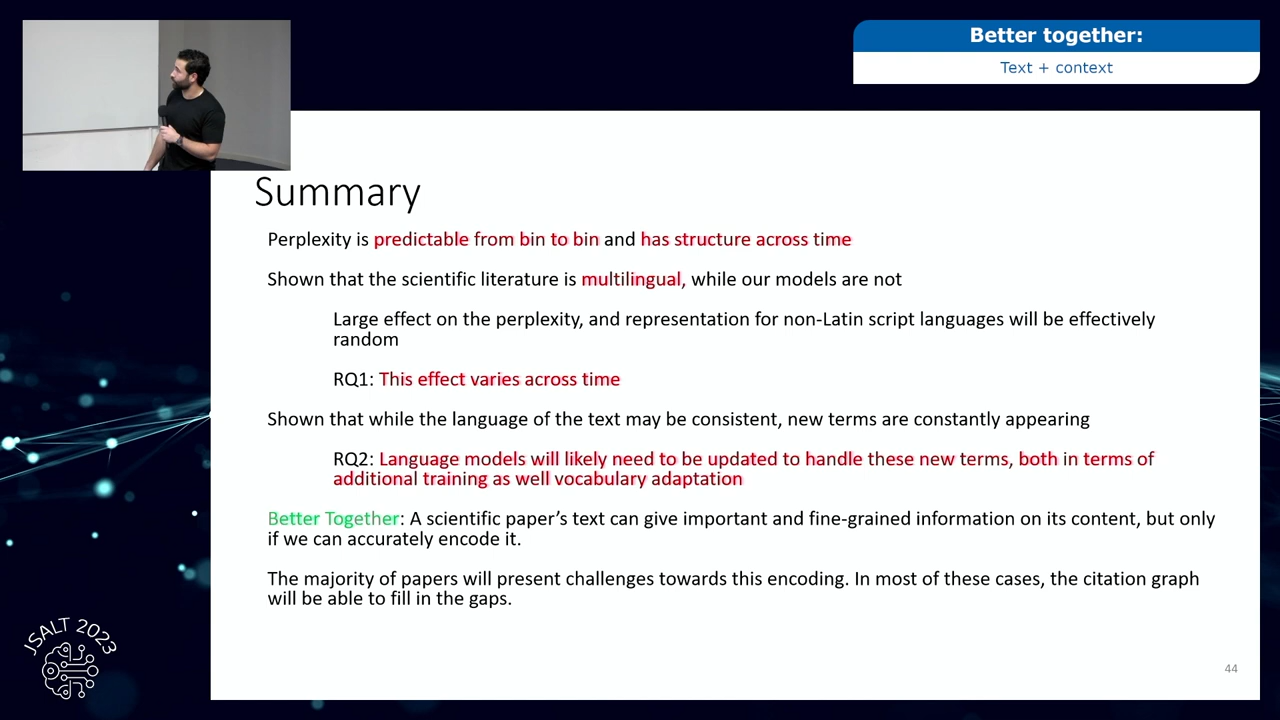 Better together:
Text + context
Summary
Perplexity is predictable from bin to bin and has structure across time
Shown that the scientific literature is multilingual, while our models are not
Large effect on the perplexity, and representation for non-Latin script languages will be effectively
random
RQ1: This effect varies across time
Shown that while the language of the text may be consistent, new terms are constantly appearing
RQ2: Language models will likely need to be updated to handle these new terms, both in terms of
additional training as well vocabulary adaptation
Better Together: A scientific paper’s text can give important and fine-grained information on its content, but only
if we can accurately encode it.
The majority of papers will present challenges towards this encoding. In most of these cases, the citation graph
will be able to fill in the gaps.
JSALT 2023
44